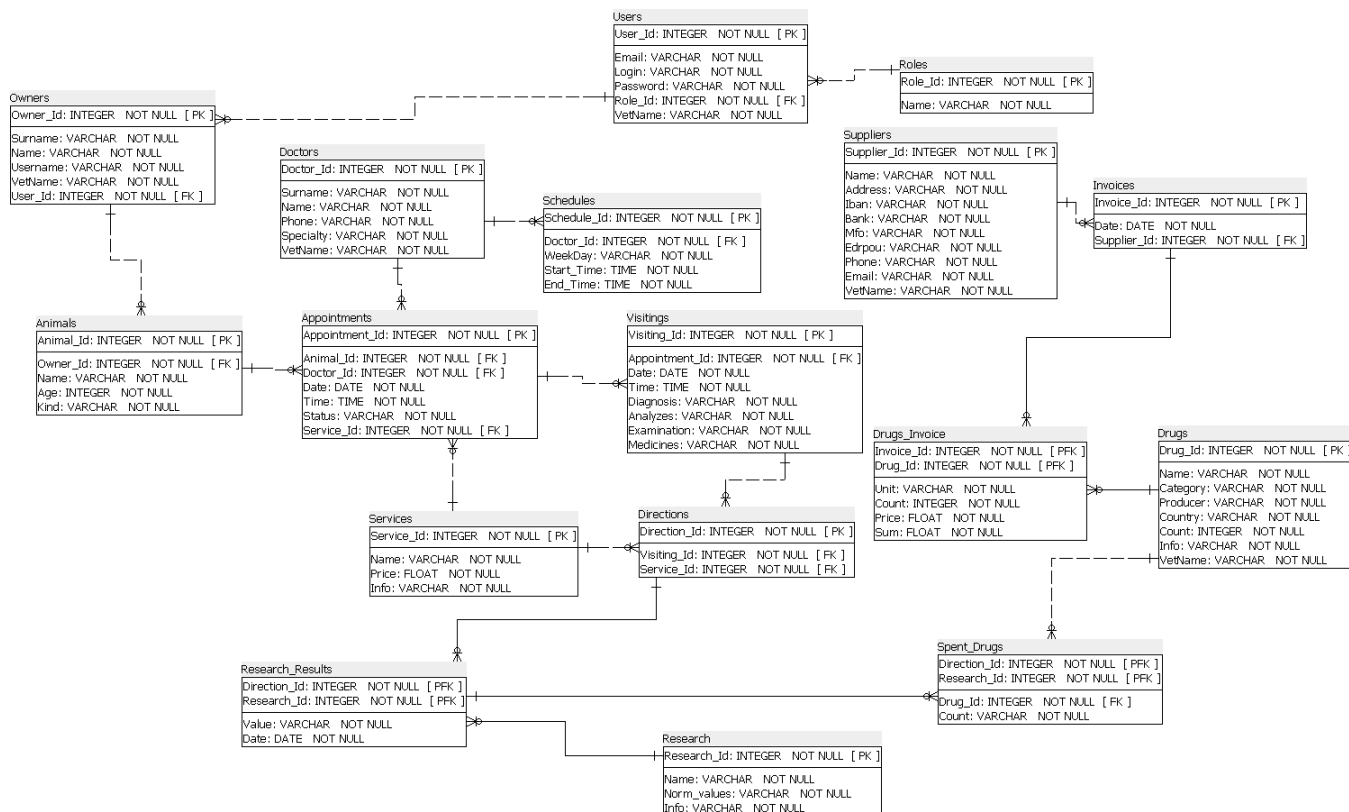 Users
User_Id: INTEGER NOT NULL [ PK ]
Email: VARCHAR NOT NULL
Login: VARCHAR NOT NULL
Password: VARCHAR NOT NULL
Role_Id: INTEGER NOT NULL [ FK ]
VetName: VARCHAR NOT NULL
Roles
Role_Id: INTEGER NOT NULL [ PK ]
Name: VARCHAR NOT NULL
Owners
Owner_Id: INTEGER NOT NULL [ PK ]
Surname: VARCHAR NOT NULL
Name: VARCHAR NOT NULL
Username: VARCHAR NOT NULL
VetName: VARCHAR NOT NULL
User_Id: INTEGER NOT NULL [ FK ]
Doctors
Doctor_Id: INTEGER NOT NULL [ PK ]
Surname: VARCHAR NOT NULL
Name: VARCHAR NOT NULL
Phone: VARCHAR NOT NULL
Specialty: VARCHAR NOT NULL
VetName: VARCHAR NOT NULL
Schedules
Schedule_Id: INTEGER NOT NULL [ PK ]
Doctor_Id: INTEGER NOT NULL [ FK ]
WeekDay: VARCHAR NOT NULL
Start_Time: TIME NOT NULL
End_Time: TIME NOT NULL
Suppliers
Supplier_Id: INTEGER NOT NULL [ PK ]
Name: VARCHAR NOT NULL
Address: VARCHAR NOT NULL
Iban: VARCHAR NOT NULL
Bank: VARCHAR NOT NULL
Mfo: VARCHAR NOT NULL
Edrpou: VARCHAR NOT NULL
Phone: VARCHAR NOT NULL
Email: VARCHAR NOT NULL
VetName: VARCHAR NOT NULL
Invoices
Invoice_Id: INTEGER NOT NULL [ PK ]
Date: DATE NOT NULL
Supplier_Id: INTEGER NOT NULL [ FK ]
Animals
Animal_Id: INTEGER NOT NULL [ PK ]
Owner_Id: INTEGER NOT NULL [ FK ]
Name: VARCHAR NOT NULL
Age: INTEGER NOT NULL
Kind: VARCHAR NOT NULL
Appointments
Appointment_Id: INTEGER NOT NULL [ PK ]
Animal_Id: INTEGER NOT NULL [ FK ]
Doctor_Id: INTEGER NOT NULL [ FK ]
Date: DATE NOT NULL
Time: TIME NOT NULL
Status: VARCHAR NOT NULL
Service_Id: INTEGER NOT NULL [ FK ]
Visitings
Visiting_Id: INTEGER NOT NULL [ PK ]
Appointment_Id: INTEGER NOT NULL [ FK ]
Date: DATE NOT NULL
Time: TIME NOT NULL
Diagnosis: VARCHAR NOT NULL
Analyzes: VARCHAR NOT NULL
Examination: VARCHAR NOT NULL
Medicines: VARCHAR NOT NULL
Drugs_Invoice
Invoice_Id: INTEGER NOT NULL [ PFK ]
Drug_Id: INTEGER NOT NULL [ PFK ]
Unit: VARCHAR NOT NULL
Count: INTEGER NOT NULL
Price: FLOAT NOT NULL
Sum: FLOAT NOT NULL
Drugs
Drug_Id: INTEGER NOT NULL [ PK ]
Name: VARCHAR NOT NULL
Category: VARCHAR NOT NULL
Producer: VARCHAR NOT NULL
Country: VARCHAR NOT NULL
Count: INTEGER NOT NULL
Info: VARCHAR NOT NULL
VetName: VARCHAR NOT NULL
Services
Service_Id: INTEGER NOT NULL [ PK ]
Name: VARCHAR NOT NULL
Price: FLOAT NOT NULL
Info: VARCHAR NOT NULL
Directions
Direction_Id: INTEGER NOT NULL [ PK ]
Visiting_Id: INTEGER NOT NULL [ FK ]
Service_Id: INTEGER NOT NULL [ FK ]
Research_Results
Direction_Id: INTEGER NOT NULL [ PFK ]
Research_Id: INTEGER NOT NULL [ PFK ]
Value: VARCHAR NOT NULL
Date: DATE NOT NULL
Spent_Drugs
Direction_Id: INTEGER NOT NULL [ PFK ]
Research_Id: INTEGER NOT NULL [ PFK ]
Drug_Id: INTEGER NOT NULL [ FK ]
Count: VARCHAR NOT NULL
Research
Research_Id: INTEGER NOT NULL [ PK ]
Name: VARCHAR NOT NULL
Norm_values: VARCHAR NOT NULL
Info: VARCHAR NOT NULL